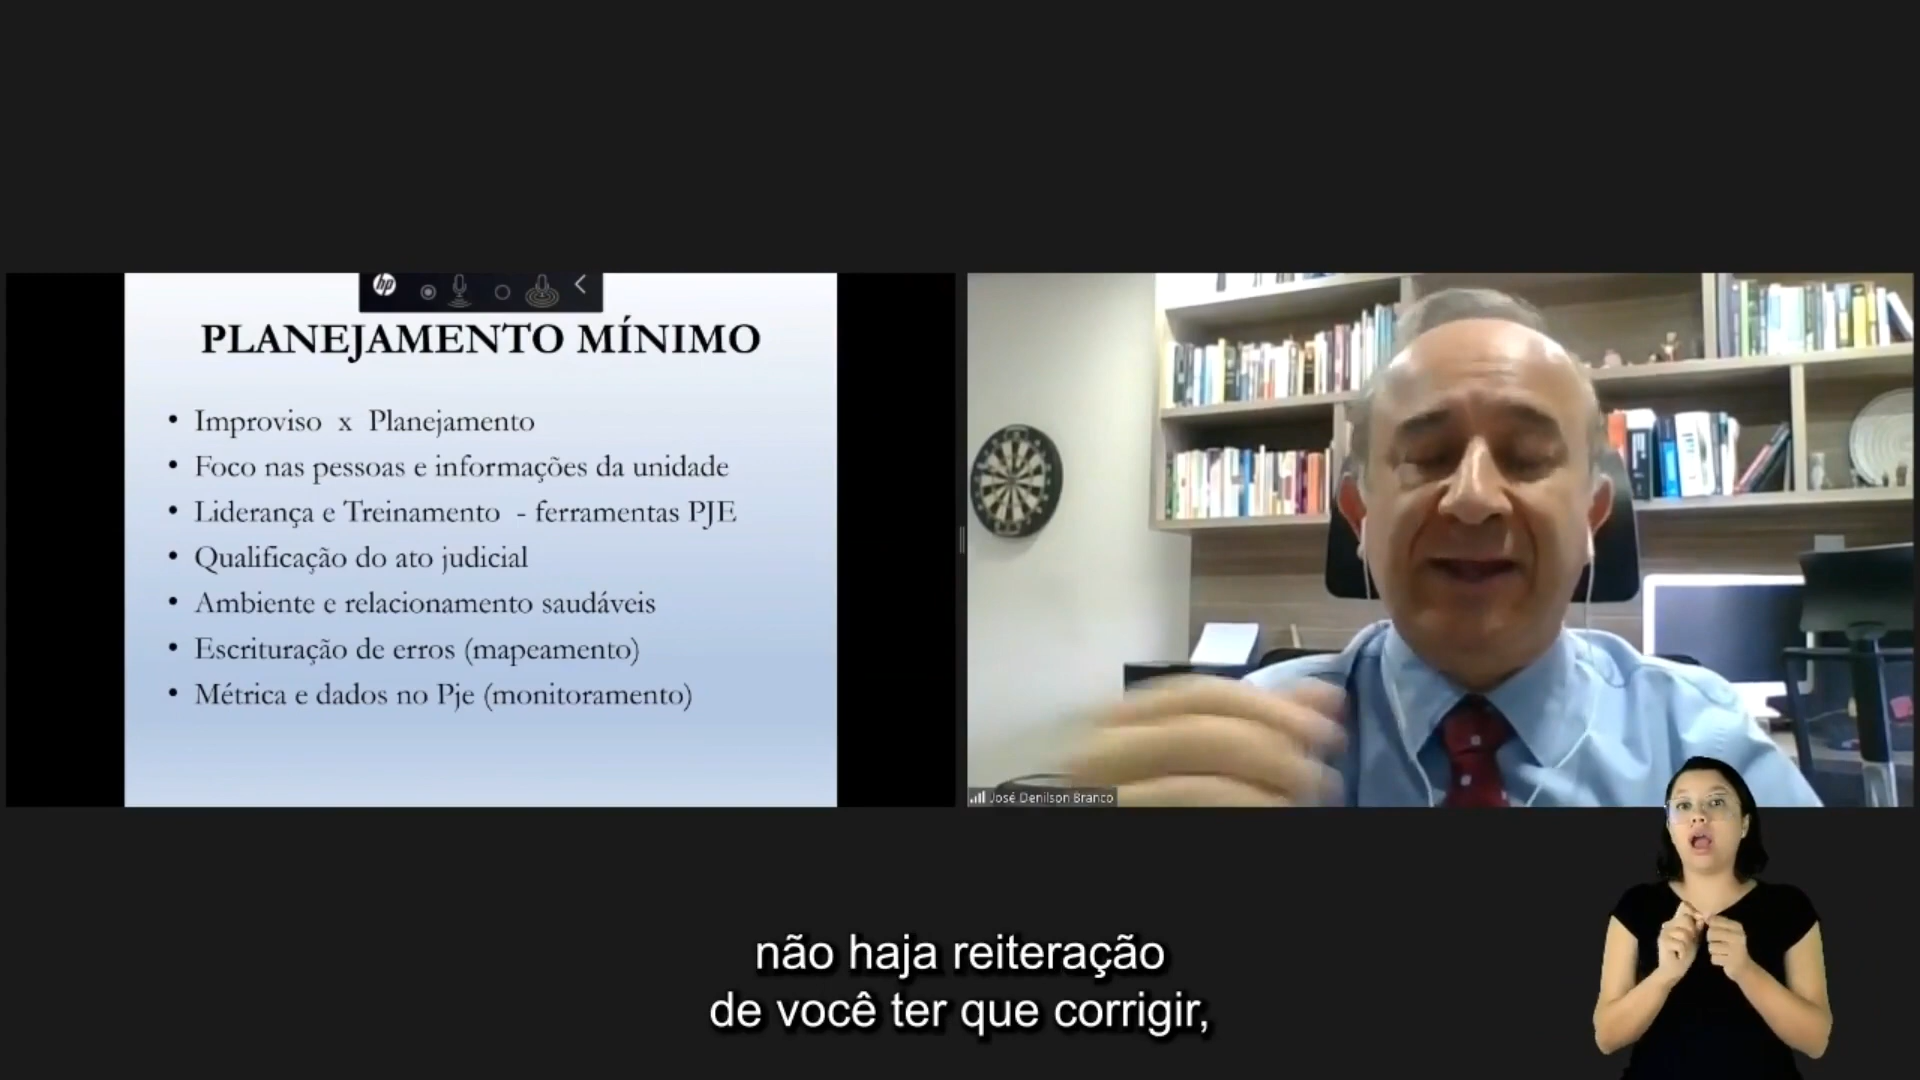 hp
PLANEJAMENTO MÍNIMO
• Improviso x Planejamento
• Foco nas pessoas e informações da unidade
• Liderança e Treinamento - ferramentas PJE
• Qualificação do ato judicial
• Ambiente e relacionamento saudáveis
• Escrituração de erros (mapeamento)
• Métrica e dados no Pje (monitoramento)
José Denilson Branco
não haja reiteração
de você ter que corrigir,